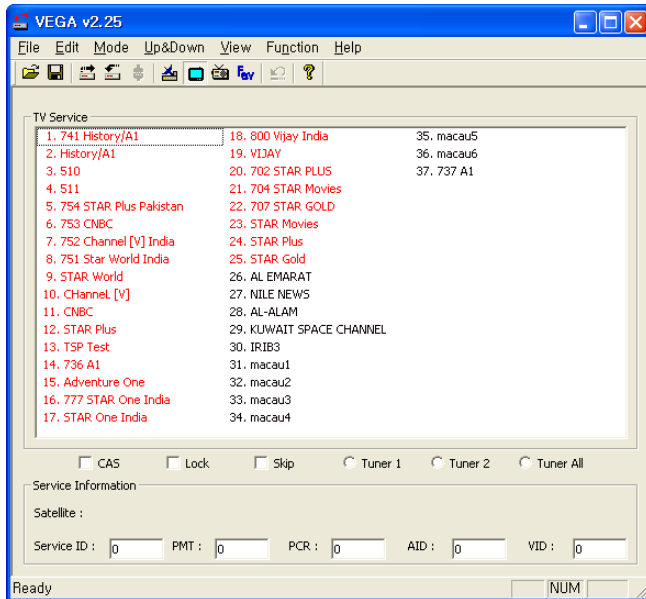 VEGA v2.25
File Edit Mode Up&Down View Function Help
Fav
TV Service
1. 741 History/A1
2. History/A1
3. 510
4. 511
5. 754 STAR Plus Pakistan
6. 753 CNBC
7. 752 Channel [V] India
8. 751 Star World India
9. STAR World
10. CHanneL [V]
11. CNBC
12. STAR Plus
13. TSP Test
14. 736 A1
15. Adventure One
16. 777 STAR One India
17. STAR One India
18. 800 Vijay India
19. VIJAY
20. 702 STAR PLUS
21. 704 STAR Movies
22. 707 STAR GOLD
23. STAR Movies
24. STAR Plus
25. STAR Gold
26. AL EMARAT
27. NILE NEWS
28. AL-ALAM
29. KUWAIT SPACE CHANNEL
30. IRIB3
31. macau1
32. macau2
33. macau3
34. macau4
35. macau5
36. macau6
37. 737 A1
CAS Lock Skip Tuner 1 Tuner 2 Tuner All
Service Information
Satellite :
Service ID : 0 PMT : 0 PCR : 0 AID : 0 VID : 0
Ready NUM